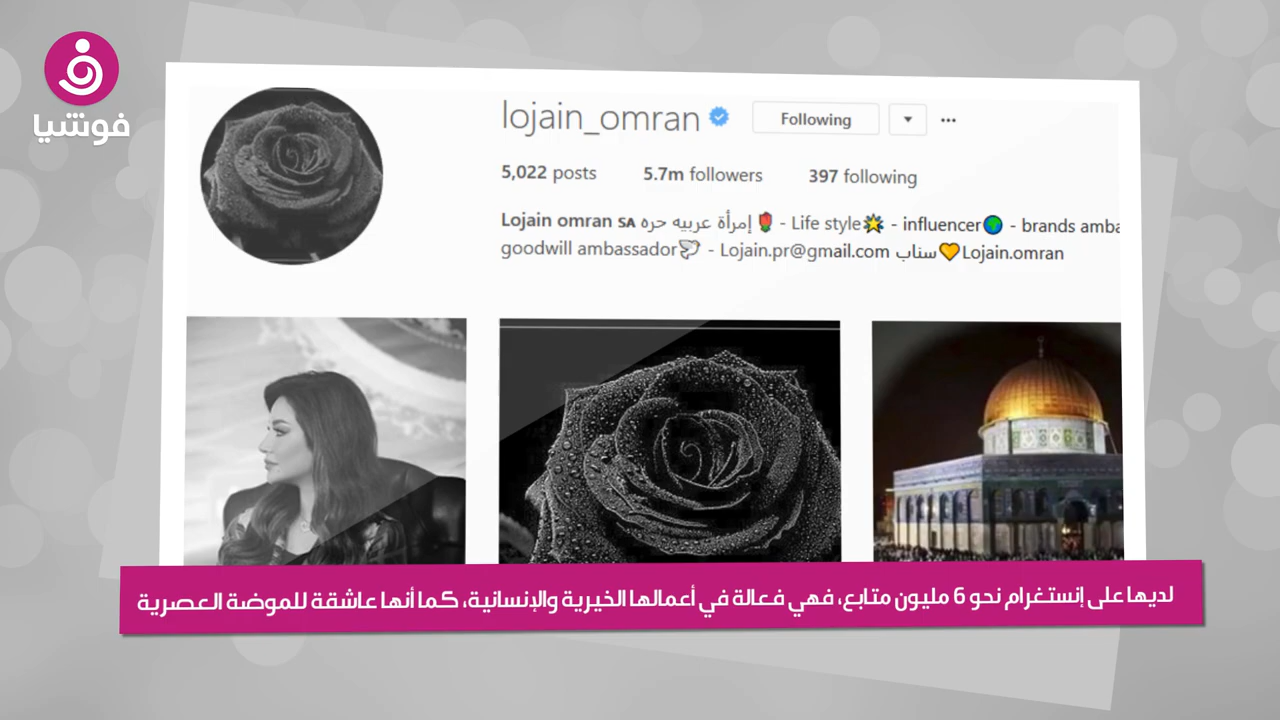 فوشيا
lojain_omran Following ...
5,022 posts 5.7m followers 397 following
Lojain omran SA إمرأة عربيه حره🌹 - Life style🌟 - influencer🌍 - brands amba
goodwill ambassador🕊 - Lojain.pr@gmail.com سناب💛Lojain.omran
لديها على إنستغرام نحو 6 مليون متابع، فهي فعالة في أعمالها الخيرية والإنسانية، كما أنها عاشقة للموضة العصرية